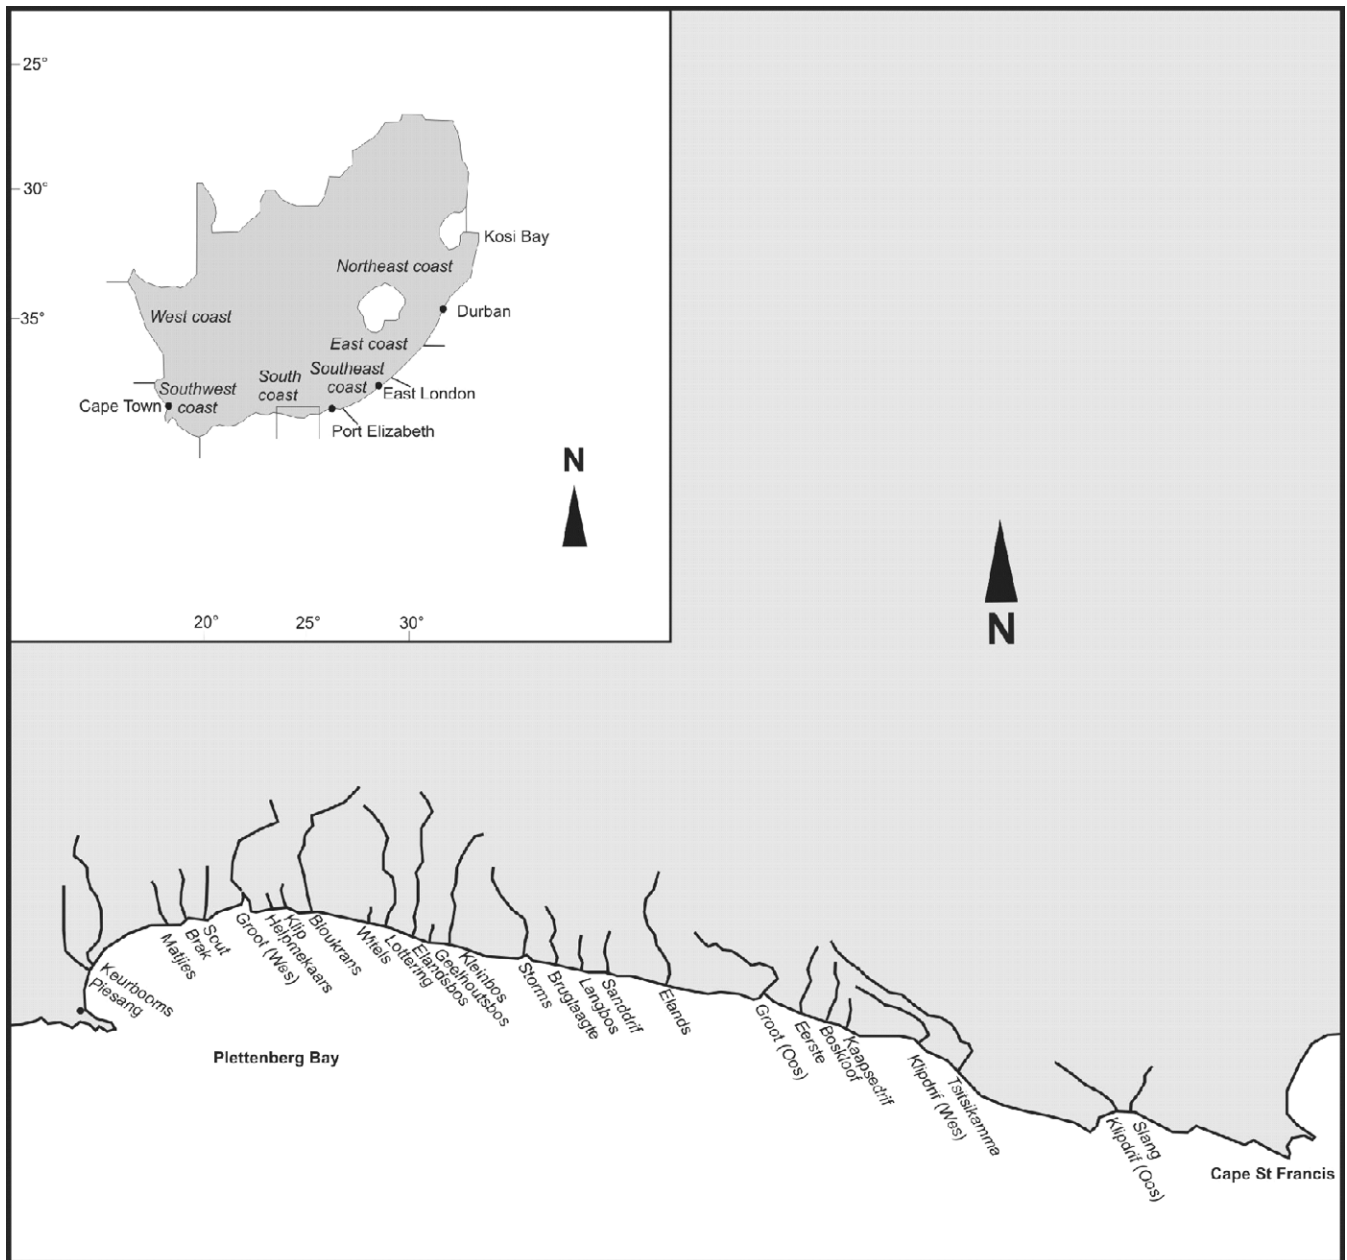 25°
30°
Kosi Bay
Northeast coast
West coast
Durban
35°
East coast
Southeast
coast
South
coast
Southwest
coast
East London
Cape Town
Port Elizabeth
N
20°
25°
30°
N
Keurbooms
Piesang
Matjies
Brak
Sout
Groot (Wes)
Helpmekaars
Klip
Bloukrans
Witels
Lottering
Elandsbos
Geelhoutsbos
Kleinbos
Storms
Bruglaagte
Langbos
Sanddrif
Elands
Groot (Oos)
Eerste
Boskloof
Kaapsedrif
Klipdrif (Wes)
Tsitsikamma
Klipdrif (Oos)
Slang
Plettenberg Bay
Cape St Francis